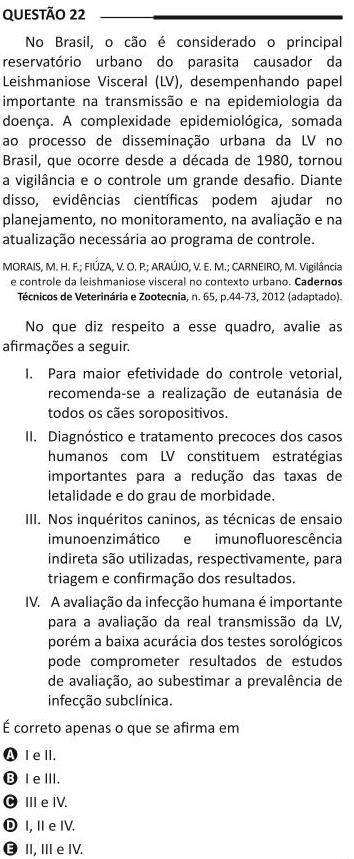 QUESTÃO 22
No Brasil, o cão é considerado o principal
reservatório urbano do parasita causador da
Leishmaniose Visceral (LV), desempenhando papel
importante na transmissão e na epidemiologia da
doença. A complexidade epidemiológica, somada
ao processo de disseminação urbana da LV no
Brasil, que ocorre desde a década de 1980, tornou
a vigilância e o controle um grande desafio. Diante
disso, evidências científicas podem ajudar no
planejamento, no monitoramento, na avaliação e na
atualização necessária ao programa de controle.
MORAIS, M. H. F.; FIÚZA, V. O. P.; ARAÚJO, V. E. M.; CARNEIRO, M. Vigilância
e controle da leishmaniose visceral no contexto urbano. Cadernos
Técnicos de Veterinária e Zootecnia, n. 65, p.44-73, 2012 (adaptado).
No que diz respeito a esse quadro, avalie as
afirmações a seguir.
I. Para maior efetividade do controle vetorial,
recomenda-se a realização de eutanásia de
todos os cães soropositivos.
II. Diagnóstico e tratamento precoces dos casos
humanos com LV constituem estratégias
importantes para a redução das taxas de
letalidade e do grau de morbidade.
III. Nos inquéritos caninos, as técnicas de ensaio
imunoenzimático e imunofluorescência
indireta são utilizadas, respectivamente, para
triagem e confirmação dos resultados.
IV. A avaliação da infecção humana é importante
para a avaliação da real transmissão da LV,
porém a baixa acurácia dos testes sorológicos
pode comprometer resultados de estudos
de avaliação, ao subestimar a prevalência de
infecção subclínica.
É correto apenas o que se afirma em
A I e II.
B I e III.
C III e IV.
D I, II e IV.
E II, III e IV.